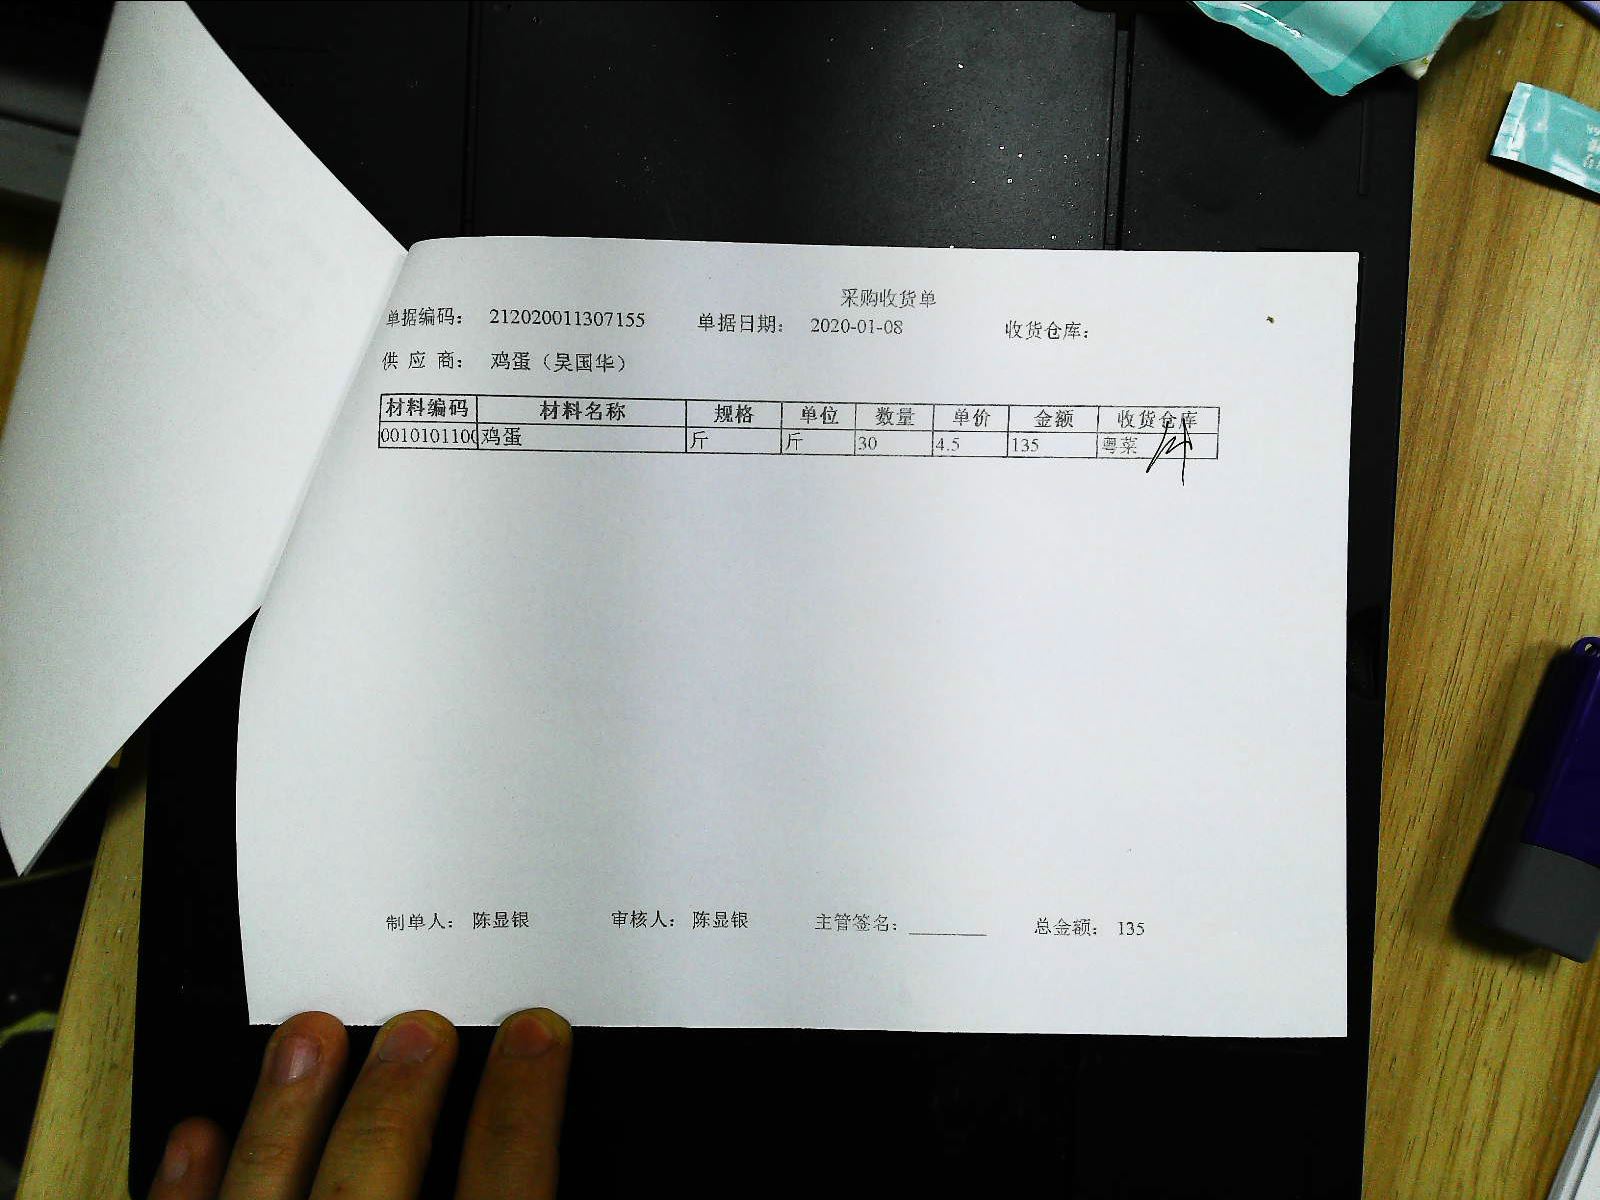 采购收货单
单据编码: 212020011307155 单据日期: 2020-01-08 收货仓库:
供 应 商: 鸡蛋（吴国华）
材料编码 材料名称 规格 单位 数量 单价 金额 收货仓库
0010101100 鸡蛋 斤 斤 30 4.5 135 粤菜
制单人: 陈显银 审核人: 陈显银 主管签名:________ 总金额: 135